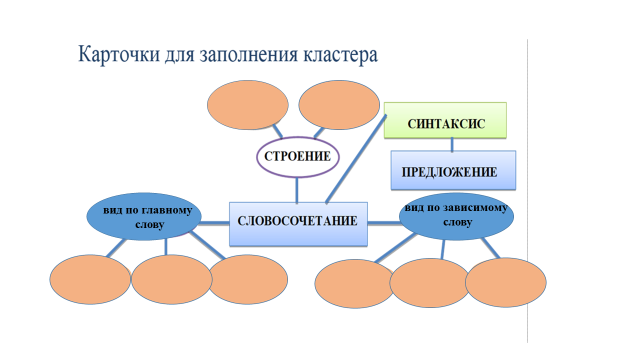 Карточки для заполнения кластера
СИНТАКСИС
СТРОЕНИЕ
ПРЕДЛОЖЕНИЕ
вид по главному
слову
СЛОВОСОЧЕТАНИЕ
вид по зависимому
слову